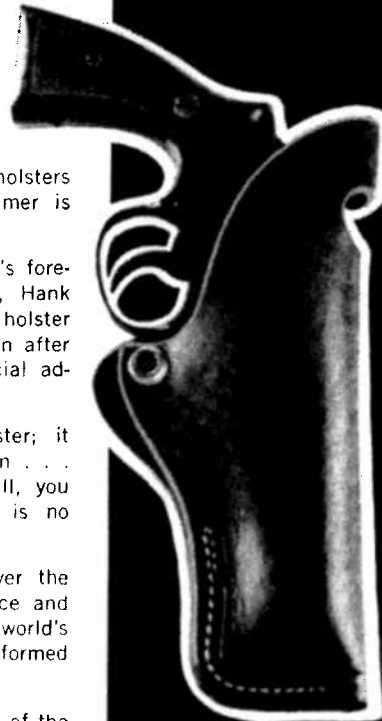 holsters
mer is
's fore-
, Hank
holster
n after
cial ad-
ster; it
n . . .
ll, you
is no
ver the
ce and
world's
formed
of the